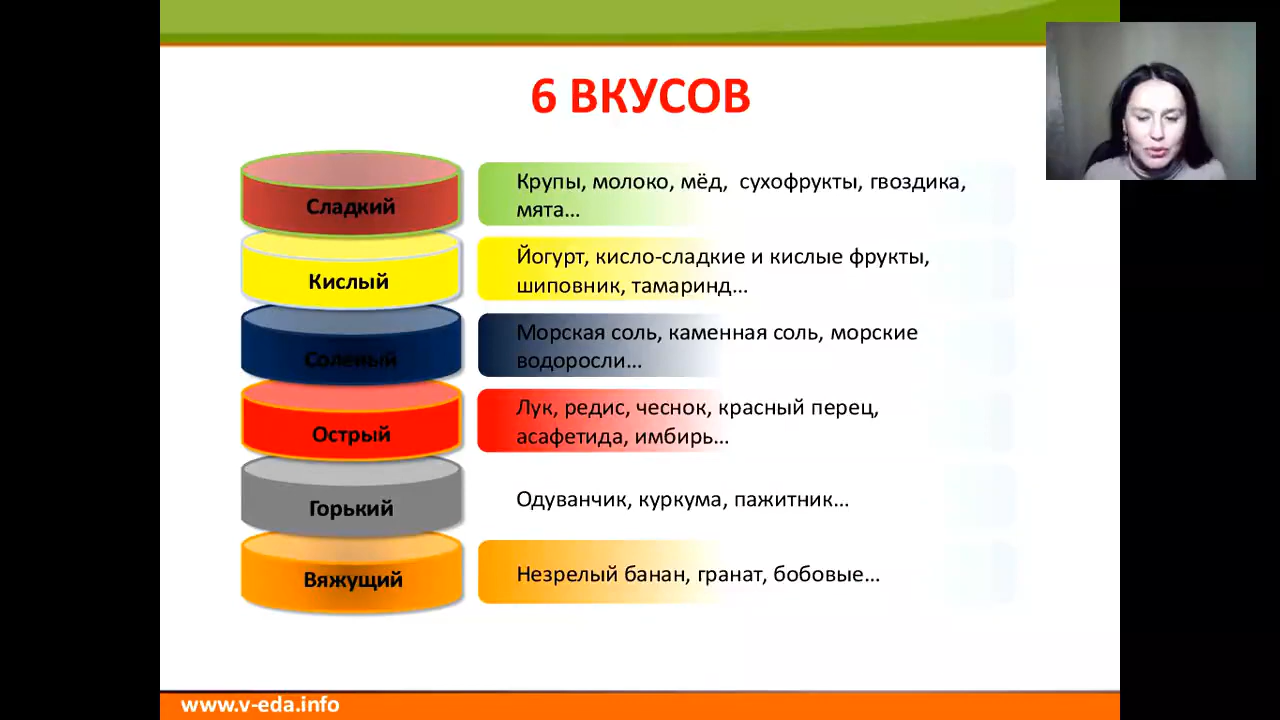 6 ВКУСОВ
Сладкий
Крупы, молоко, мёд, сухофрукты, гвоздика,
мята...
Кислый
Йогурт, кисло-сладкие и кислые фрукты,
шиповник, тамаринд...
Соленый
Морская соль, каменная соль, морские
водоросли...
Острый
Лук, редис, чеснок, красный перец,
асафетида, имбирь...
Горький
Одуванчик, куркума, пажитник...
Вяжущий
Незрелый банан, гранат, бобовые...
www.v-eda.info